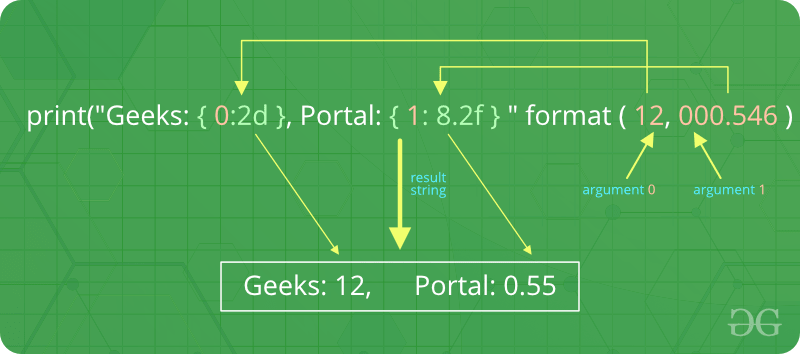 print("Geeks: { 0:2d }, Portal: { 1: 8.2f } " format ( 12, 000.546 )
result
string
argument 0
argument 1
Geeks: 12, Portal: 0.55
GG